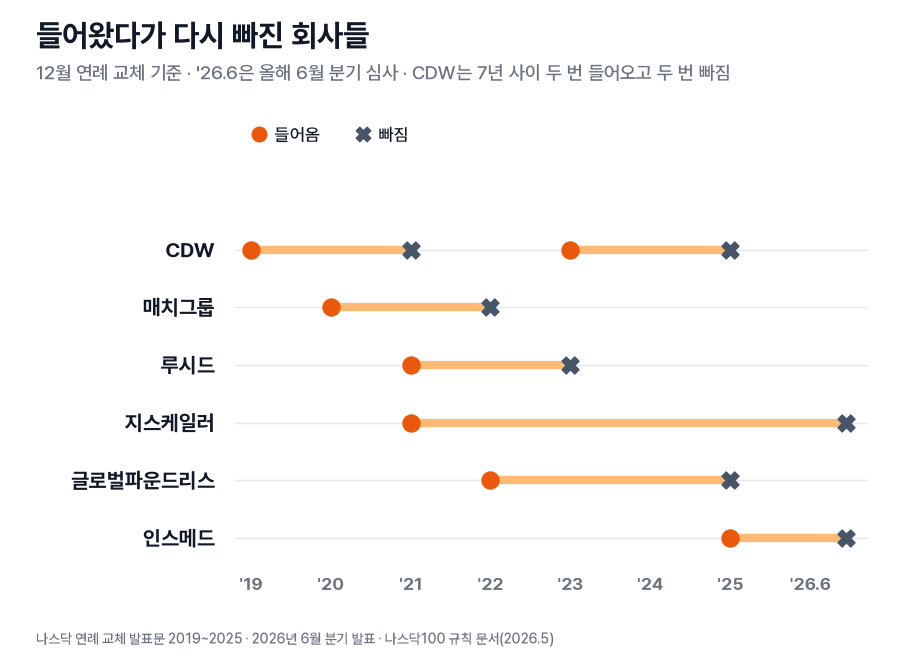 들어왔다가 다시 빠진 회사들
12월 연례 교체 기준 · '26.6은 올해 6월 분기 심사 · CDW는 7년 사이 두 번 들어오고 두 번 빠짐
들어옴 빠짐
CDW
매치그룹
루시드
지스케일러
글로벌파운드리스
인스메드
'19 '20 '21 '22 '23 '24 '25 '26.6
나스닥 연례 교체 발표문 2019~2025 · 2026년 6월 분기 발표 · 나스닥100 규칙 문서(2026.5)